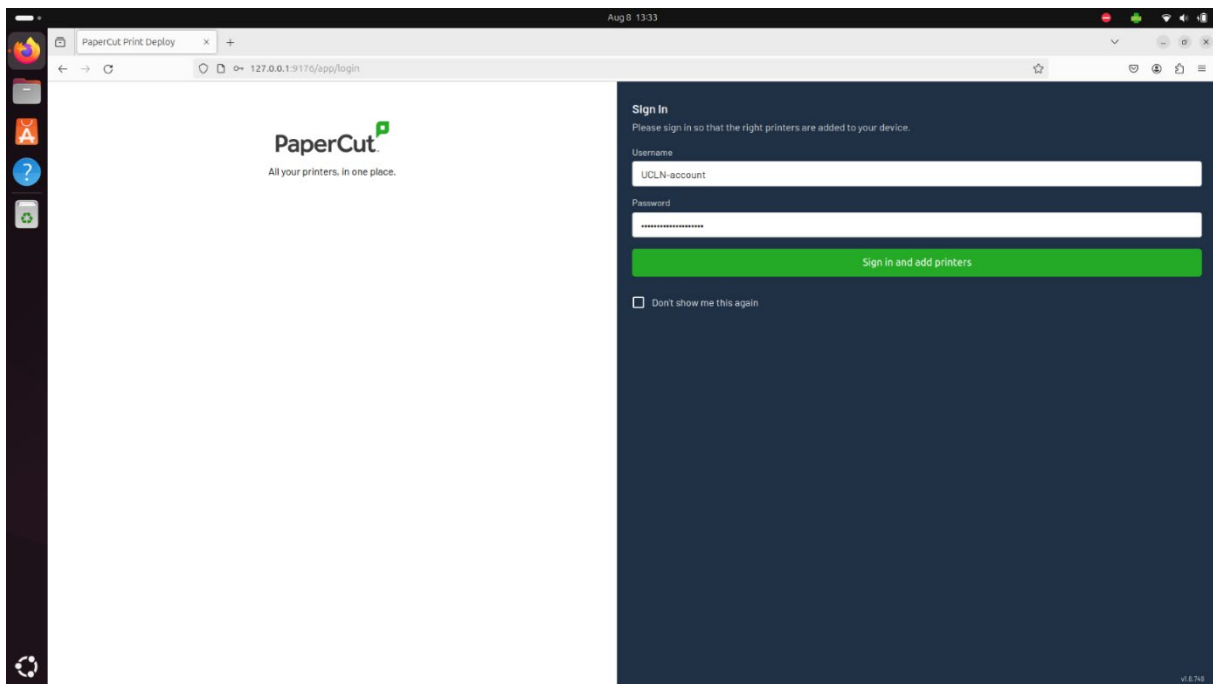 Aug 8 13:33
PaperCut Print Deploy
127.0.0.1:9176/app/login
PaperCut
All your printers, in one place.
Sign In
Please sign in so that the right printers are added to your device.
Username
UCLN-account
Password
Sign in and add printers
Don't show me this again